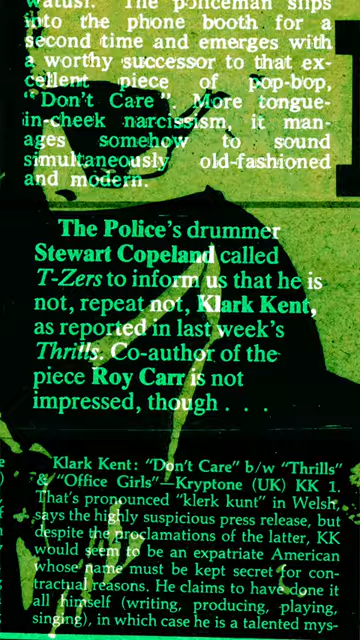 watusi. The policeman slips
into the phone booth for a
second time and emerges with
a worthy successor to that ex-
cellent piece of pop-bop,
"Don't Care". More tongue-
in-cheek narcissism, it man-
ages somehow to sound
simultaneously old-fashioned
and modern.
The Police's drummer
Stewart Copeland called
T-Zers to inform us that he is
not, repeat not, Klark Kent,
as reported in last week's
Thrills. Co-author of the
piece Roy Carr is not
impressed, though . . .
Klark Kent: "Don't Care" b/w "Thrills"
& "Office Girls"—Kryptone (UK) KK 1.
That's pronounced "klerk kunt" in Welsh,
says the highly suspicious press release, but
despite the proclamations of the latter, KK
would seem to be an expatriate American
whose name must be kept secret for con-
tractual reasons. He claims to have done it
all himself (writing, producing, playing,
singing), in which case he is a talented mys-